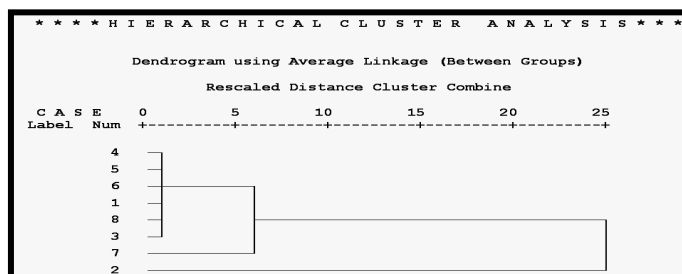 * * * * H I E R A R C H I C A L   C L U S T E R   A N A L Y S I S * * *
Dendrogram using Average Linkage (Between Groups)
Rescaled Distance Cluster Combine
C A S E 0 5 10 15 20 25
Label Num +---------+---------+---------+---------+---------+
4
5
6
1
8
3
7
2